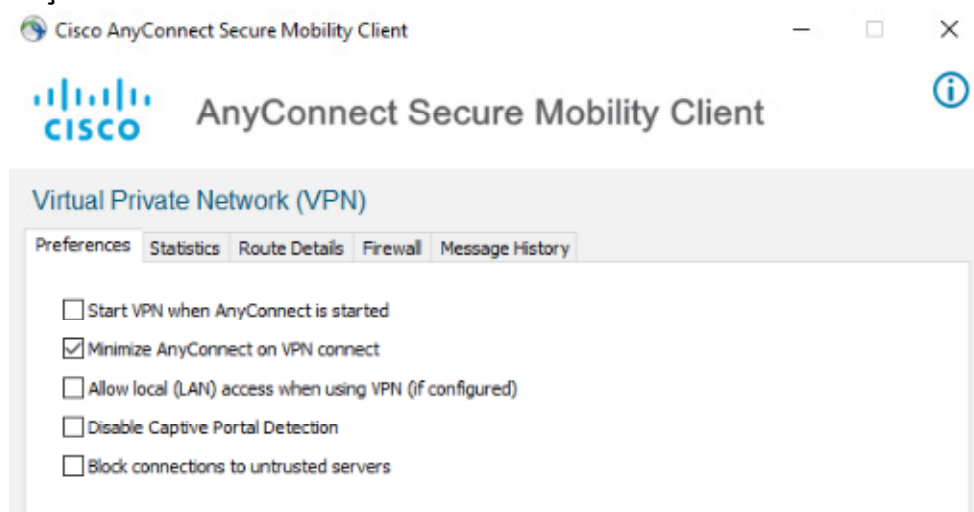 Cisco AnyConnect Secure Mobility Client
CISCO
AnyConnect Secure Mobility Client
Virtual Private Network (VPN)
Preferences Statistics Route Details Firewall Message History
Start VPN when AnyConnect is started
Minimize AnyConnect on VPN connect
Allow local (LAN) access when using VPN (if configured)
Disable Captive Portal Detection
Block connections to untrusted servers